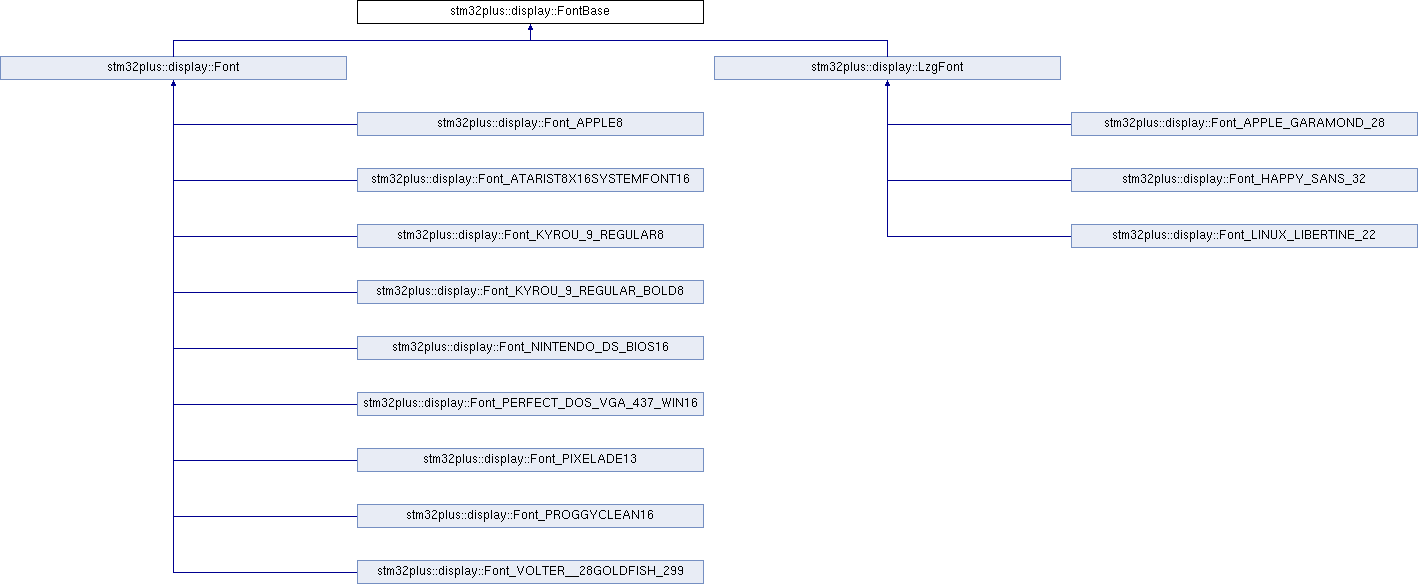 stm32plus::display::FontBase
stm32plus::display::Font
stm32plus::display::LzgFont
stm32plus::display::Font_APPLE8
stm32plus::display::Font_APPLE_GARAMOND_28
stm32plus::display::Font_ATARIST8X16SYSTEMFONT16
stm32plus::display::Font_HAPPY_SANS_32
stm32plus::display::Font_KYROU_9_REGULAR8
stm32plus::display::Font_LINUX_LIBERTINE_22
stm32plus::display::Font_KYROU_9_REGULAR_BOLD8
stm32plus::display::Font_NINTENDO_DS_BIOS16
stm32plus::display::Font_PERFECT_DOS_VGA_437_WIN16
stm32plus::display::Font_PIXELADE13
stm32plus::display::Font_PROGGYCLEAN16
stm32plus::display::Font_VOLTER__28GOLDFISH_299